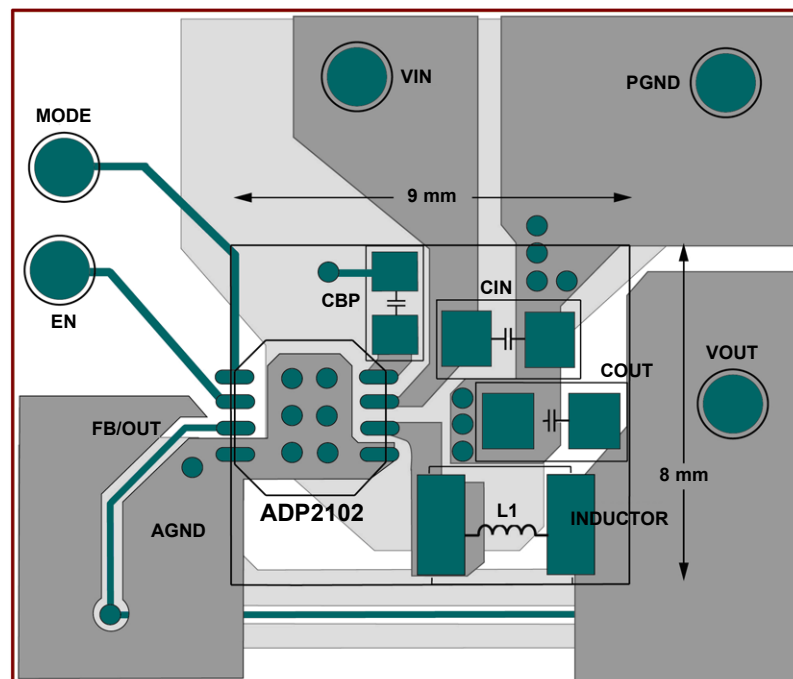 VIN
PGND
MODE
9 mm
CBP
CIN
EN
VOUT
COUT
FB/OUT
8 mm
ADP2102
L1
INDUCTOR
AGND